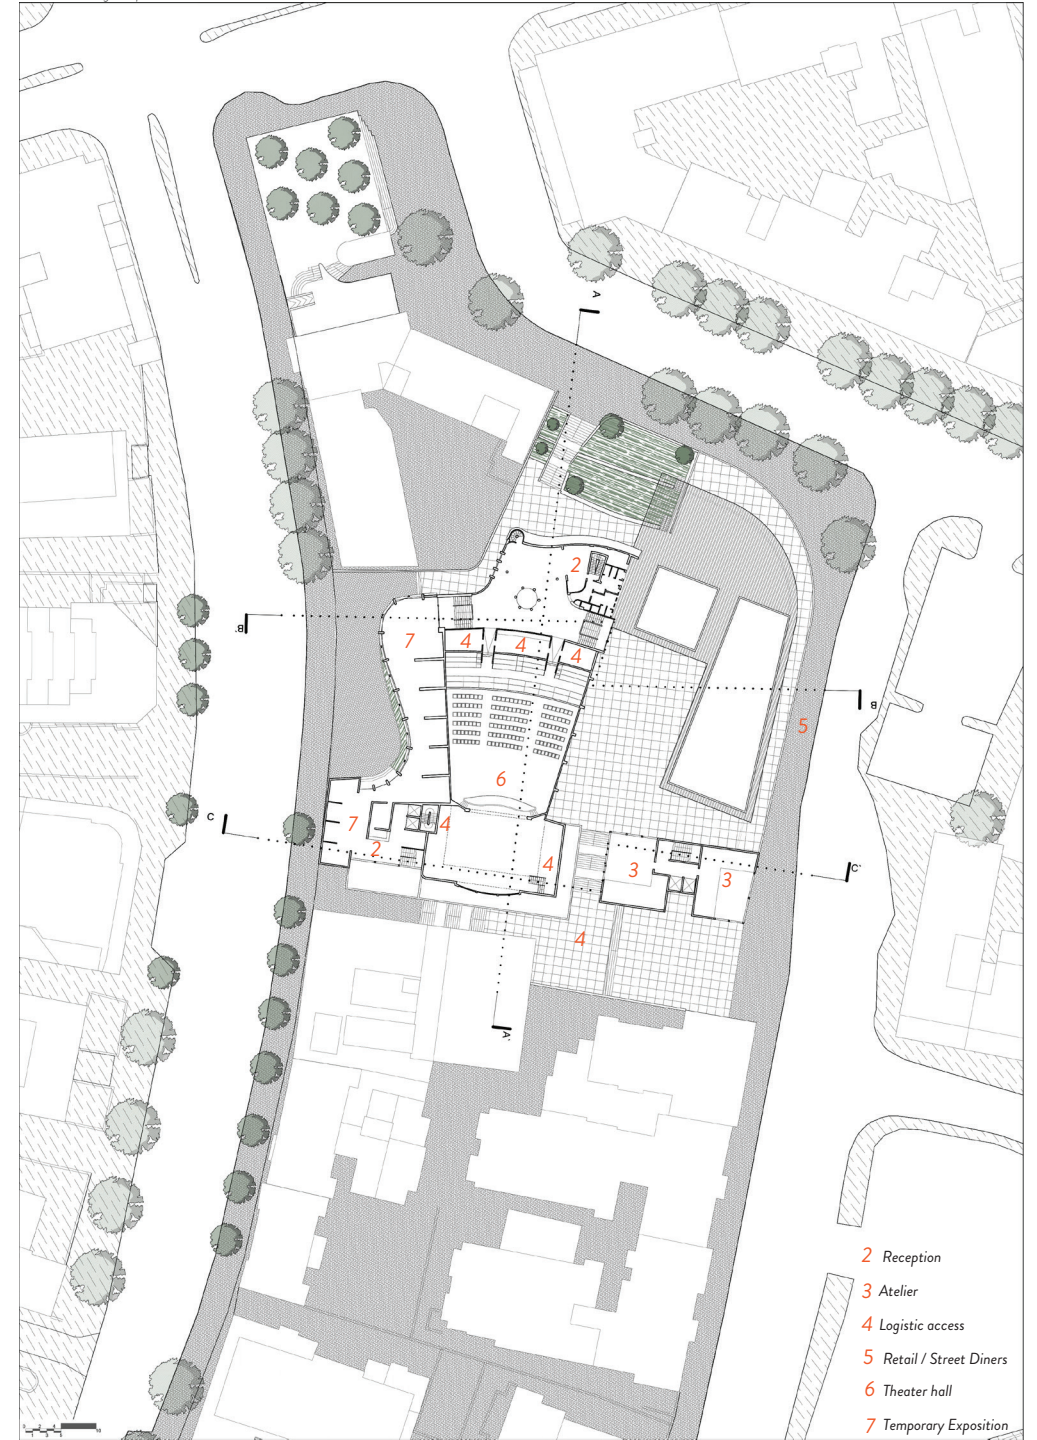 A
2
4
4
4
7
B'
B
5
6
C
7
4
2
4
3
3
C'
4
A'
2 Reception
3 Atelier
4 Logistic access
5 Retail / Street Diners
6 Theater hall
7 Temporary Exposition